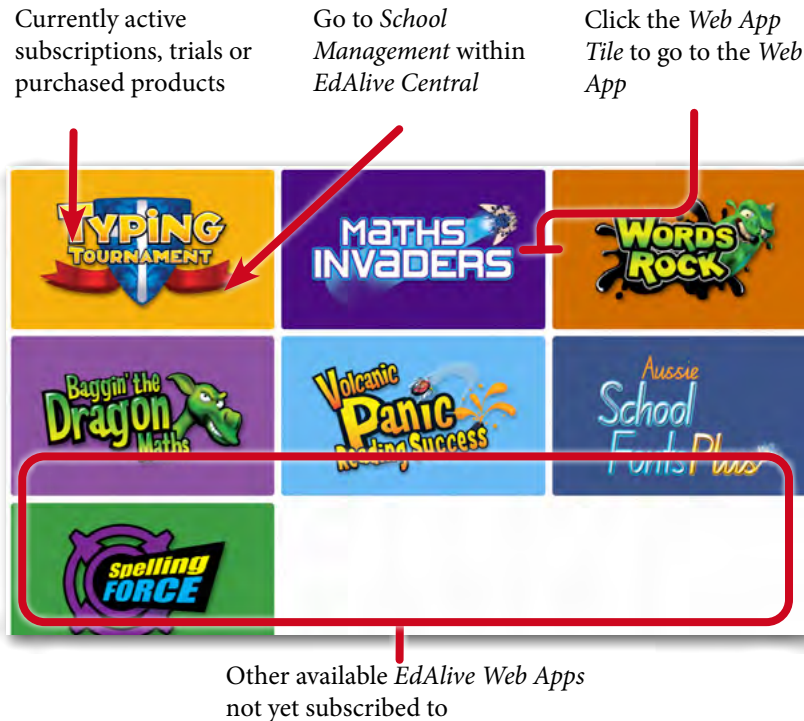 Currently active
subscriptions, trials or
purchased products
Go to School
Management within
EdAlive Central
Click the Web App
Tile to go to the Web
App
TYPING
TOURNAMENT
MATHS
INVADERS
WORDS
ROCK
Baggin' the
Dragon
Maths
Volcanic
Panic
Reading Success
Aussie
School
Fonts Plus
Spelling
FORCE
Other available EdAlive Web Apps
not yet subscribed to